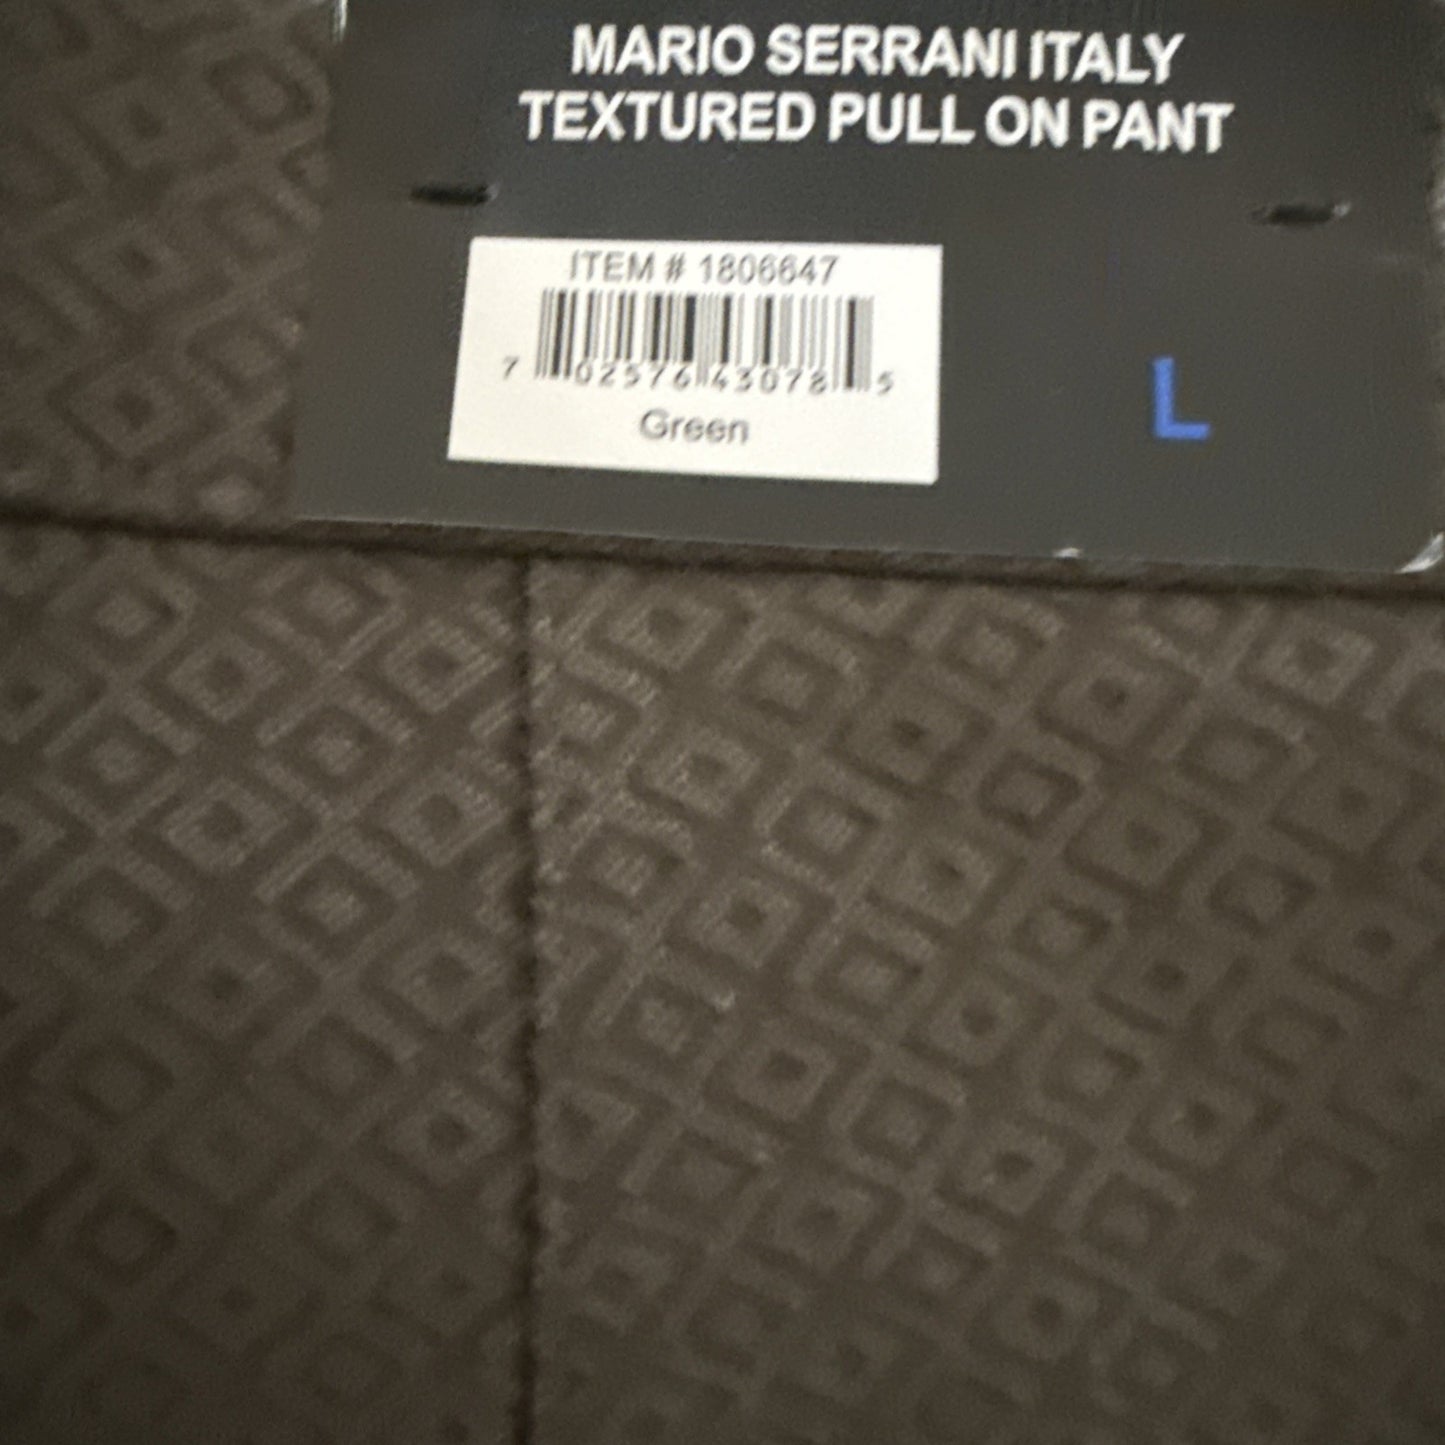 MARIO SERRANI ITALY
TEXTURED PULL ON PANT
ITEM # 1806647
7 02576 43078 5
Green
L